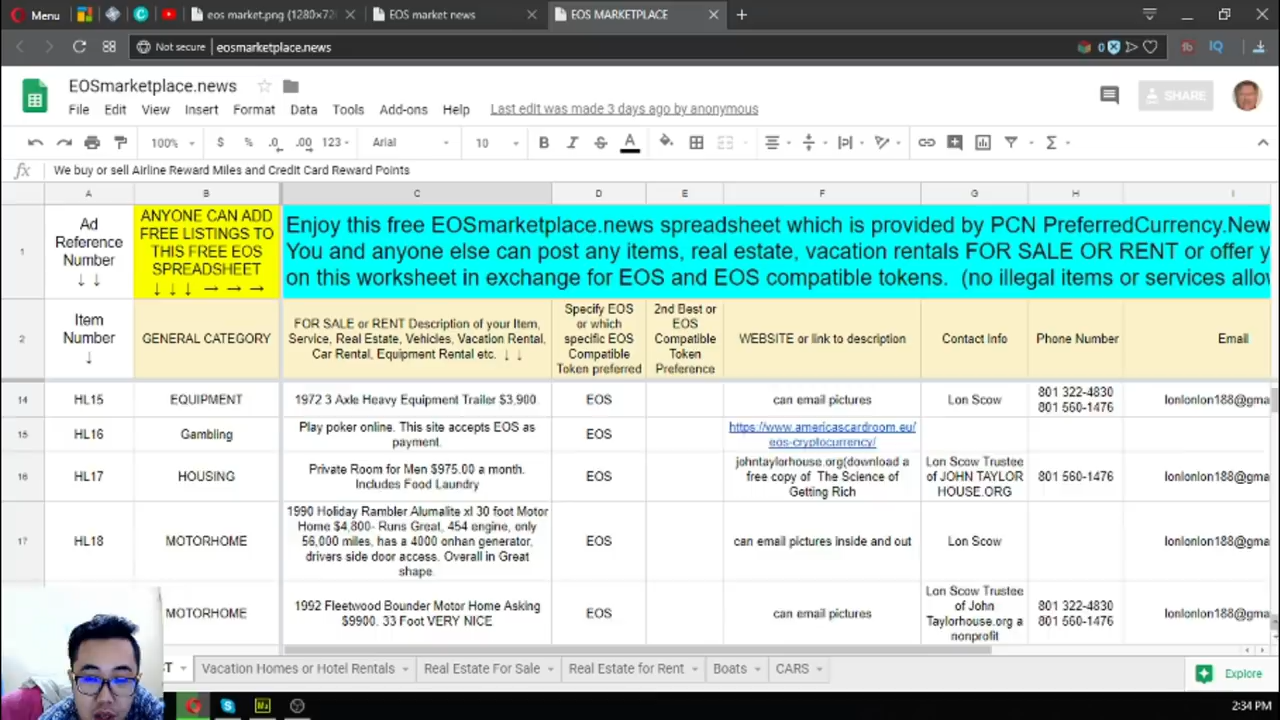 Menu
eos market.png (1280×72
EOS market news
EOS MARKETPLACE
Not secure
eosmarketplace.news
0
IQ
EOSmarketplace.news
File Edit View Insert Format Data Tools Add-ons Help
Last edit was made 3 days ago by anonymous
SHARE
100% $ % .0 .00 123 Arial 10 B I S A Σ
fx We buy or sell Airline Reward Miles and Credit Card Reward Points
A B C D E F G H I
1
Ad
Reference
Number
↓ ↓
ANYONE CAN ADD
FREE LISTINGS TO
THIS FREE EOS
SPREADSHEET
↓ ↓ ↓ → → →
Enjoy this free EOSmarketplace.news spreadsheet which is provided by PCN PreferredCurrency.New
You and anyone else can post any items, real estate, vacation rentals FOR SALE OR RENT or offer y
on this worksheet in exchange for EOS and EOS compatible tokens. (no illegal items or services allo
2
Item
Number
↓
GENERAL CATEGORY
FOR SALE or RENT Description of your Item,
Service, Real Estate, Vehicles, Vacation Rental,
Car Rental, Equipment Rental etc. ↓ ↓
Specify EOS
or which
specific EOS
Compatible
Token preferred
2nd Best or
EOS
Compatible
Token
Preference
WEBSITE or link to description
Contact Info
Phone Number
Email
14
HL15
EQUIPMENT
1972 3 Axle Heavy Equipment Trailer $3,900.
EOS
can email pictures
Lon Scow
801 322-4830
801 560-1476
lonlonlon188@gma
15
HL16
Gambling
Play poker online. This site accepts EOS as
payment.
EOS
https://www.americascardroom.eu/
eos-cryptocurrency/
16
HL17
HOUSING
Private Room for Men $975.00 a month.
Includes Food Laundry
EOS
johntaylorhouse.org(download a
free copy of The Science of
Getting Rich
Lon Scow Trustee
of JOHN TAYLOR
HOUSE.ORG
801 560-1476
lonlonlon188@gma
17
HL18
MOTORHOME
1990 Holiday Rambler Alumalite xl 30 foot Motor
Home $4,800- Runs Great, 454 engine, only
56,000 miles, has a 4000 onhan generator,
drivers side door access. Overall in Great
shape.
EOS
can email pictures inside and out
Lon Scow
lonlonlon188@gma
MOTORHOME
1992 Fleetwood Bounder Motor Home Asking
$9900. 33 Foot VERY NICE
EOS
can email pictures
Lon Scow Trustee
of John
Taylorhouse.org a
nonprofit
801 322-4830
801 560-1476
lonlonlon188@gma
T
Vacation Homes or Hotel Rentals
Real Estate For Sale
Real Estate for Rent
Boats
CARS
Explore
2:34 PM